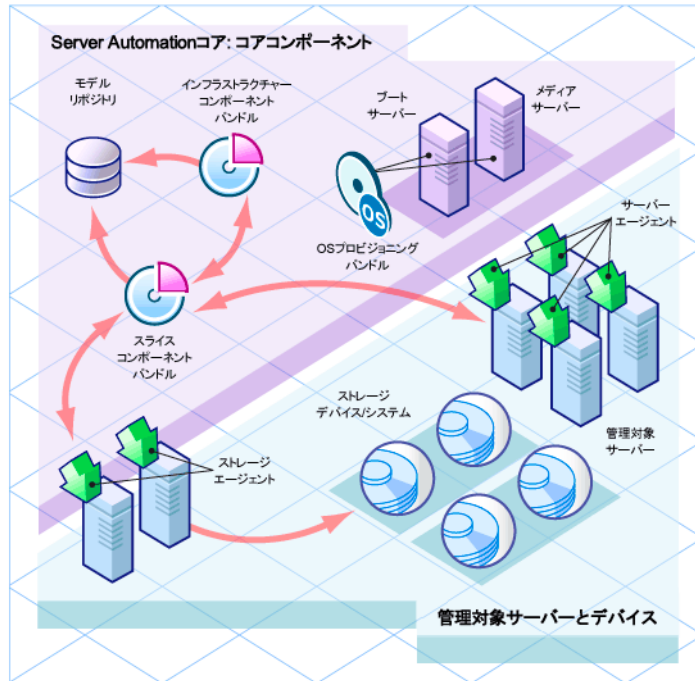 Server Automationコア: コアコンポーネント
モデル
リポジトリ
インフラストラクチャー
コンポーネント
バンドル
ブート
サーバー
メディア
サーバー
OS
OSプロビジョニング
バンドル
サーバー
エージェント
スライス
コンポーネント
バンドル
ストレージ
デバイス/システム
管理対象
サーバー
ストレージ
エージェント
管理対象サーバーとデバイス